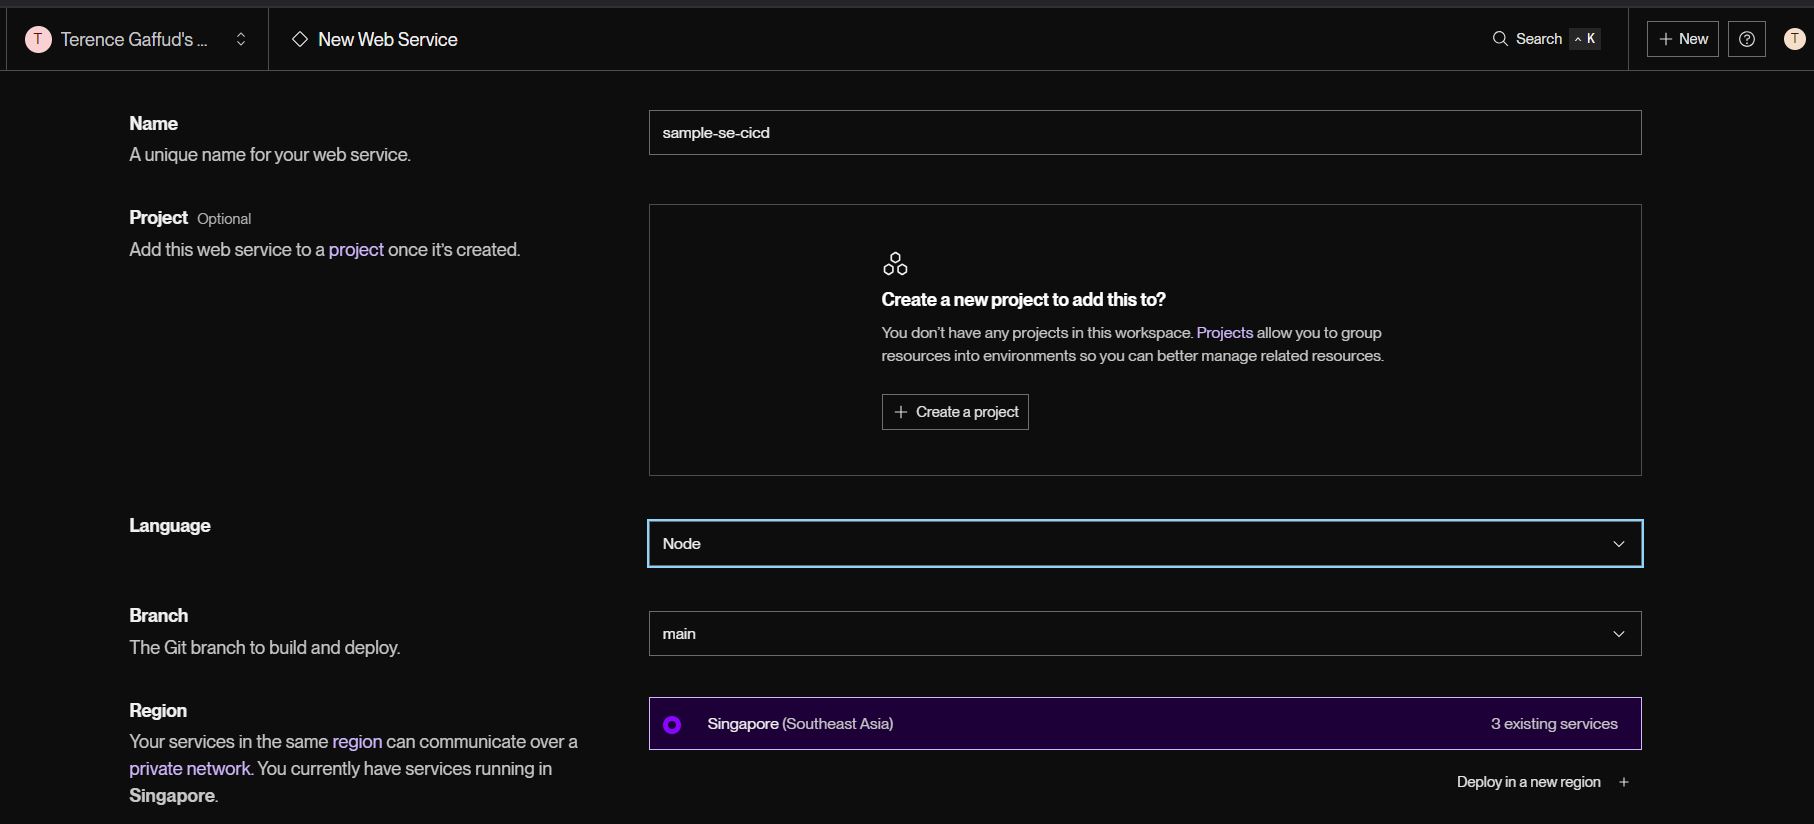 T Terence Gaffud's ...
New Web Service
Search ^ K
+ New
T
Name
A unique name for your web service.
sample-se-cicd
Project Optional
Add this web service to a project once it's created.
Create a new project to add this to?
You don't have any projects in this workspace. Projects allow you to group
resources into environments so you can better manage related resources.
+ Create a project
Language
Node
Branch
The Git branch to build and deploy.
main
Region
Your services in the same region can communicate over a
private network. You currently have services running in
Singapore.
Singapore (Southeast Asia) 3 existing services
Deploy in a new region +